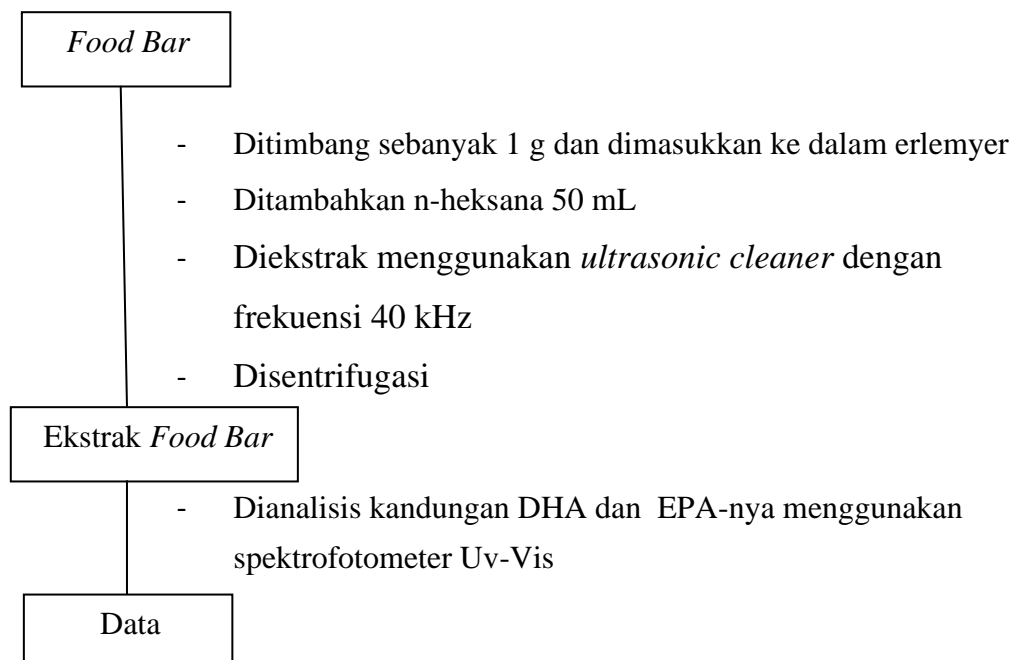 Food Bar
- Ditimbang sebanyak 1 g dan dimasukkan ke dalam erlemyer
- Ditambahkan n-heksana 50 mL
- Diekstrak menggunakan ultrasonic cleaner dengan
frekuensi 40 kHz
- Disentrifugasi
Ekstrak Food Bar
- Dianalisis kandungan DHA dan EPA-nya menggunakan
spektrofotometer Uv-Vis
Data